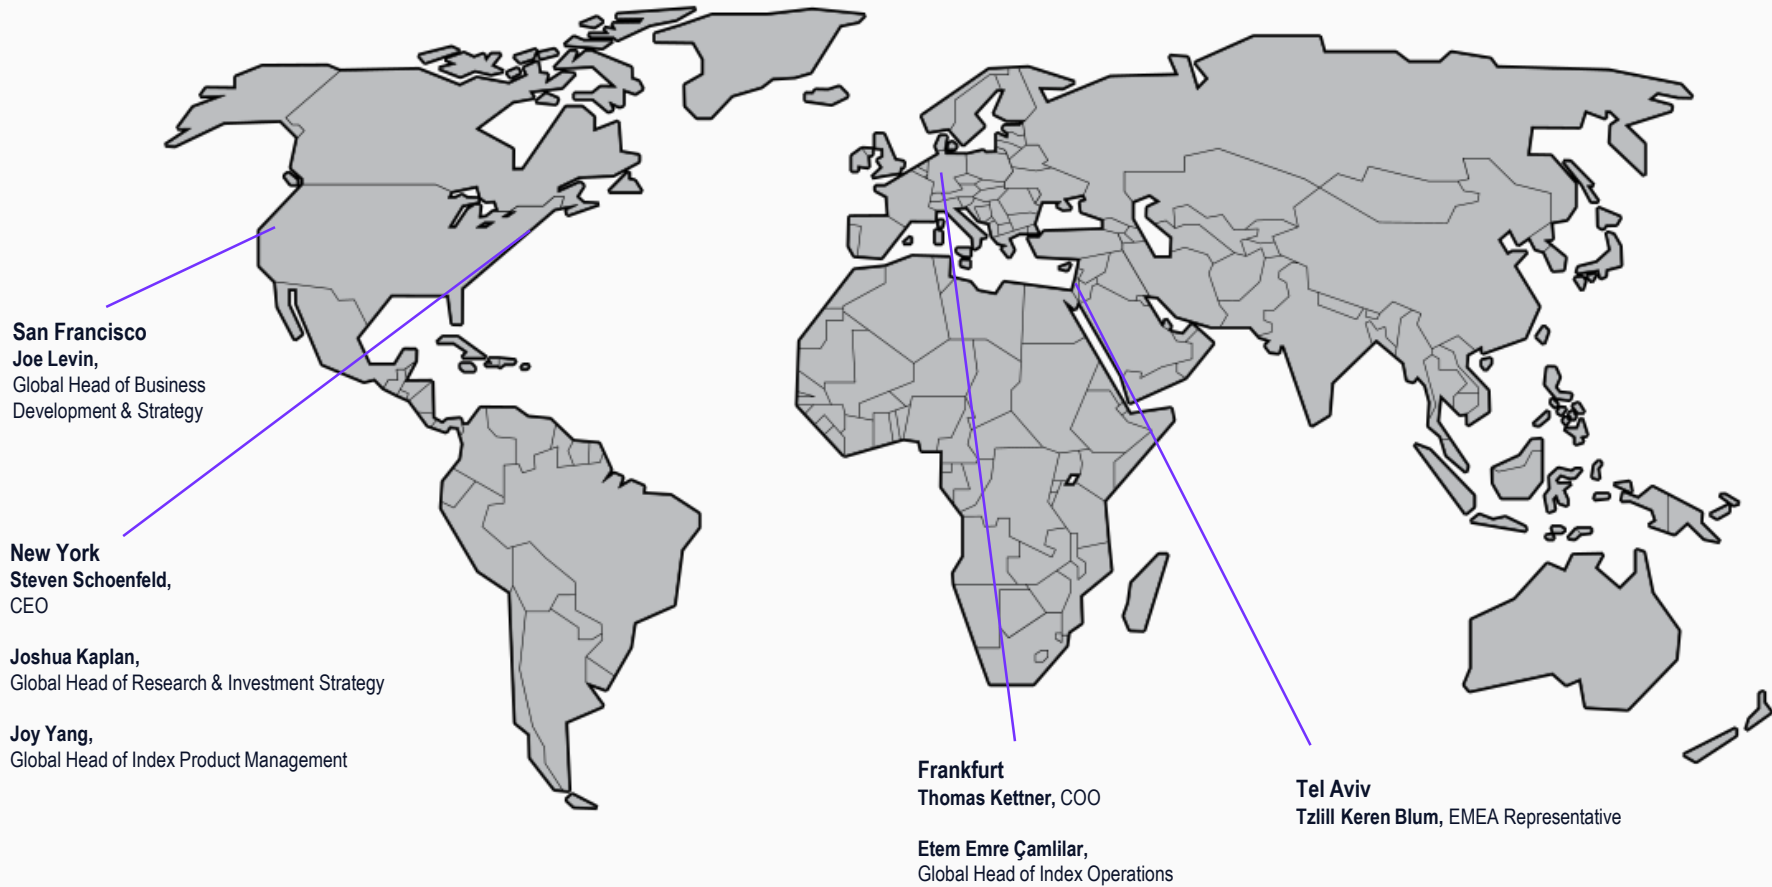 San Francisco
Joe Levin,
Global Head of Business
Development & Strategy
New York
Steven Schoenfeld,
CEO
Joshua Kaplan,
Global Head of Research & Investment Strategy
Joy Yang,
Global Head of Index Product Management
Frankfurt
Thomas Kettner, COO
Etem Emre Çamlilar,
Global Head of Index Operations
Tel Aviv
Tzlill Keren Blum, EMEA Representative